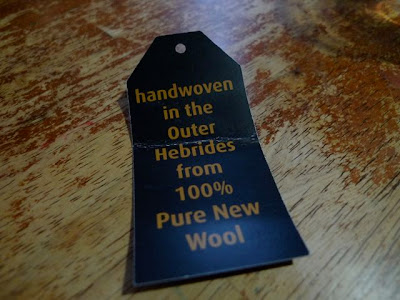 handwoven
in the
Outer
Hebrides
from
100%
Pure New
Wool